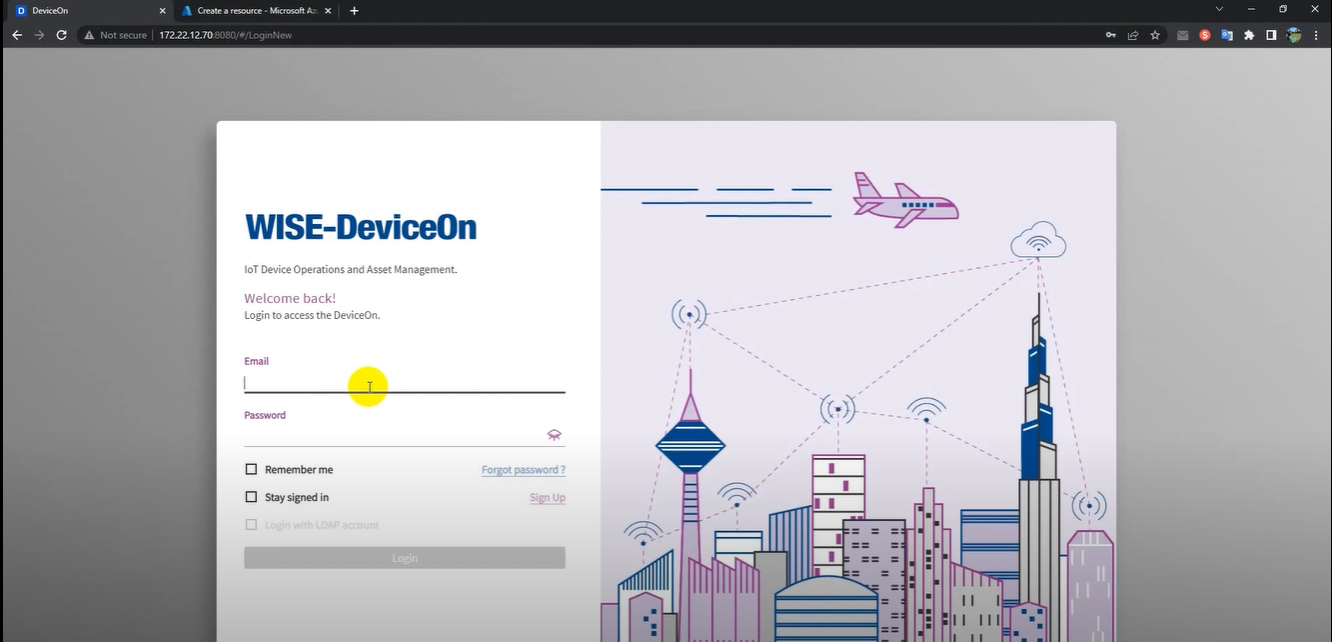 DeviceOn
Create a resource - Microsoft Az
Not secure
172.22.12.70:8080/#/LoginNew
WISE-DeviceOn
IoT Device Operations and Asset Management.
Welcome back!
Login to access the DeviceOn.
Email
Password
Remember me
Forgot password ?
Stay signed in
Sign Up
Login with LDAP account
Login